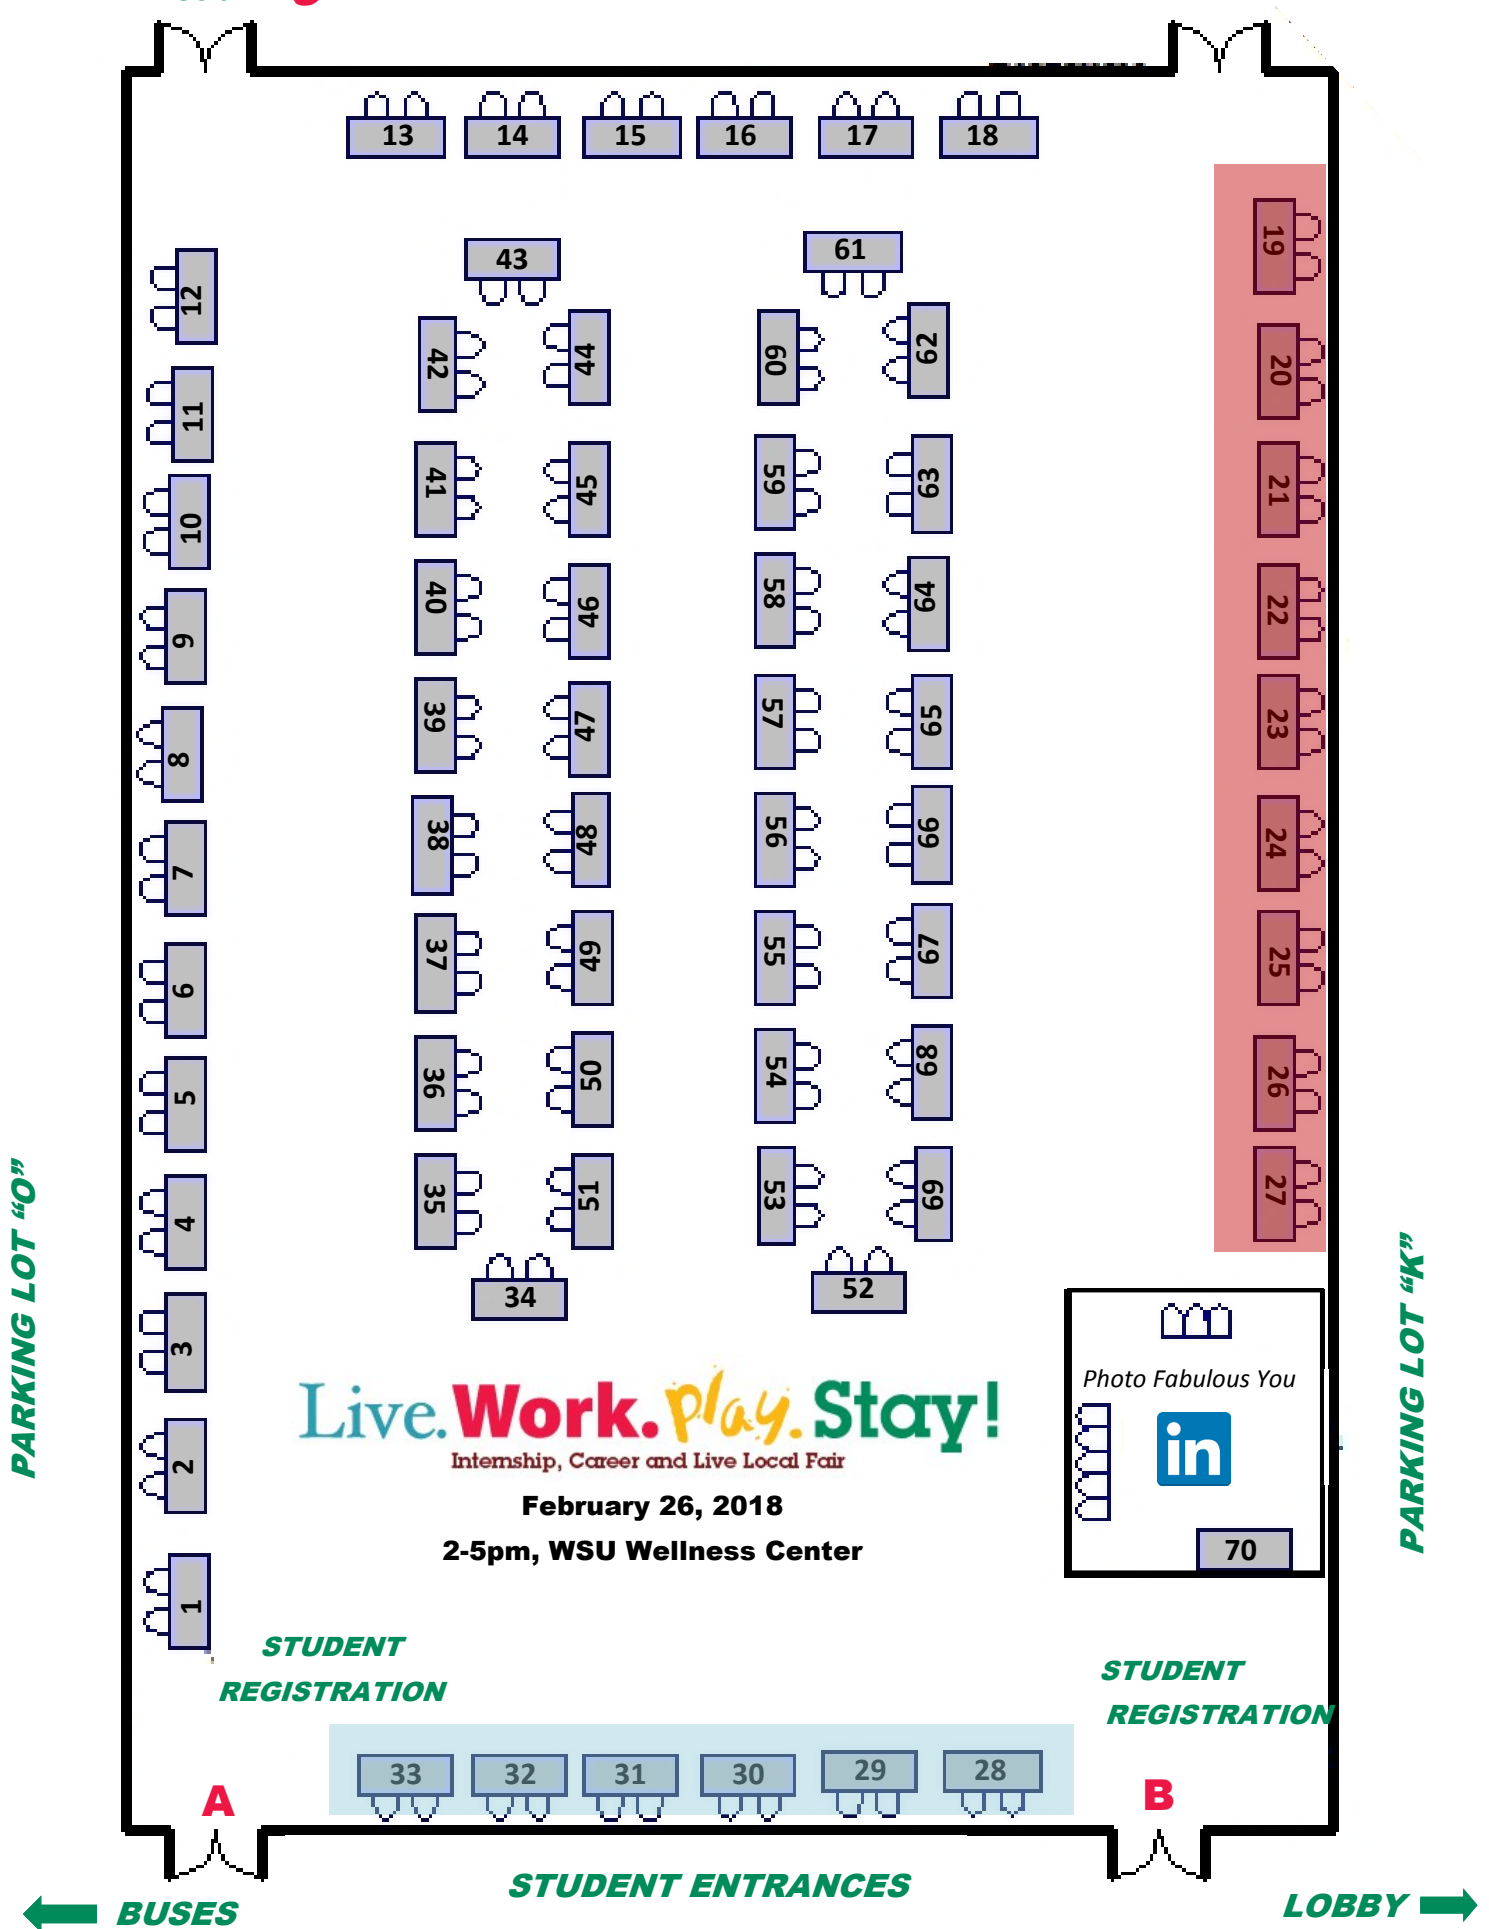 13 14 15 16 17 18
19
43 61
12
42 44 60 62
20
11
41 45 59 63
21
10
40 46 58 64
22
9
39 47 57 65
23
8
38 48 56 66
24
7
37 49 55 67
25
6
36 50 54 68
26
5
35 51 53 69
27
4
34 52
3
PARKING LOT “O”
PARKING LOT “K”
Photo Fabulous You
Live.Work.Play.Stay!
in
Internship, Career and Live Local Fair
2
February 26, 2018
2-5pm, WSU Wellness Center
70
1
STUDENT
REGISTRATION
STUDENT
REGISTRATION
33 32 31 30 29 28
A B
STUDENT ENTRANCES
BUSES
LOBBY